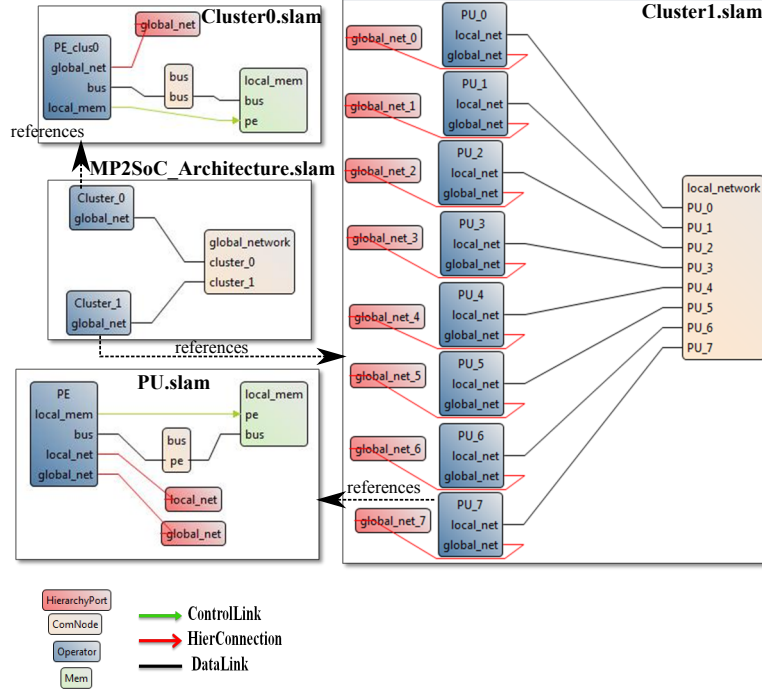 Cluster0.slam
global_net
PE_clus0
global_net
bus
local_mem
bus
bus
local_mem
bus
pe
references
MP2SoC_Architecture.slam
Cluster_0
global_net
global_network
cluster_0
cluster_1
Cluster_1
global_net
references
PU.slam
PE
local_mem
bus
local_net
global_net
bus
pe
local_mem
pe
bus
local_net
global_net
references
Cluster1.slam
global_net_0
PU_0
local_net
global_net
global_net_1
PU_1
local_net
global_net
global_net_2
PU_2
local_net
global_net
global_net_3
PU_3
local_net
global_net
global_net_4
PU_4
local_net
global_net
global_net_5
PU_5
local_net
global_net
global_net_6
PU_6
local_net
global_net
global_net_7
PU_7
local_net
global_net
local_network
PU_0
PU_1
PU_2
PU_3
PU_4
PU_5
PU_6
PU_7
HierarchyPort
ComNode
Operator
Mem
ControlLink
HierConnection
DataLink